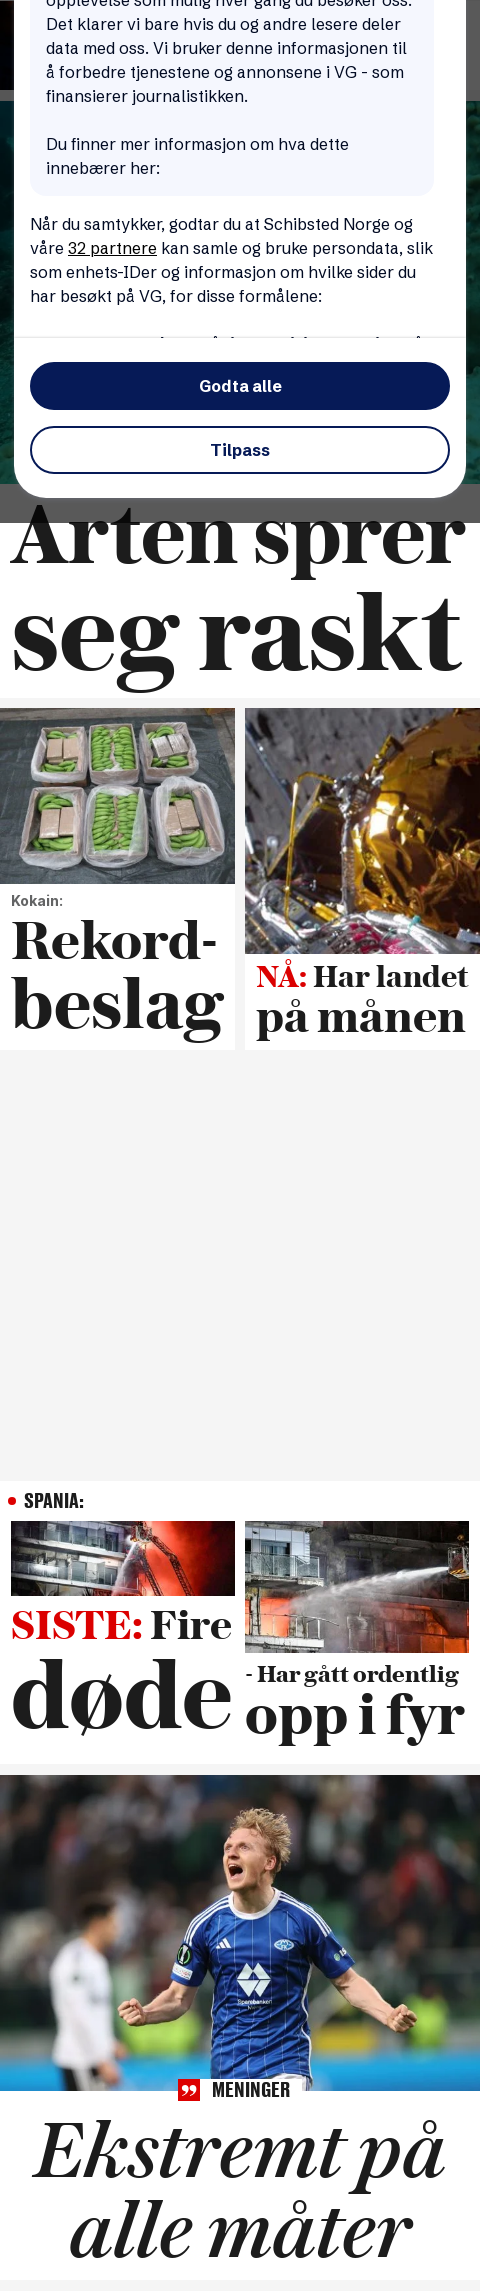 opplevelse som mulig hver gang du besøker oss.
Det klarer vi bare hvis du og andre lesere deler
data med oss. Vi bruker denne informasjonen til
å forbedre tjenestene og annonsene i VG - som
finansierer journalistikken.
Du finner mer informasjon om hva dette
innebærer her:
Når du samtykker, godtar du at Schibsted Norge og
våre 32 partnere kan samle og bruke persondata, slik
som enhets-IDer og informasjon om hvilke sider du
har besøkt på VG, for disse formålene:
Godta alle
Tilpass
Arten sprer
seg raskt
Kokain:
Rekord-
beslag
NÅ: Har landet
på månen
SPANIA:
SISTE: Fire
døde
- Har gått ordentlig
opp i fyr
MENINGER
Ekstremt på
alle måter